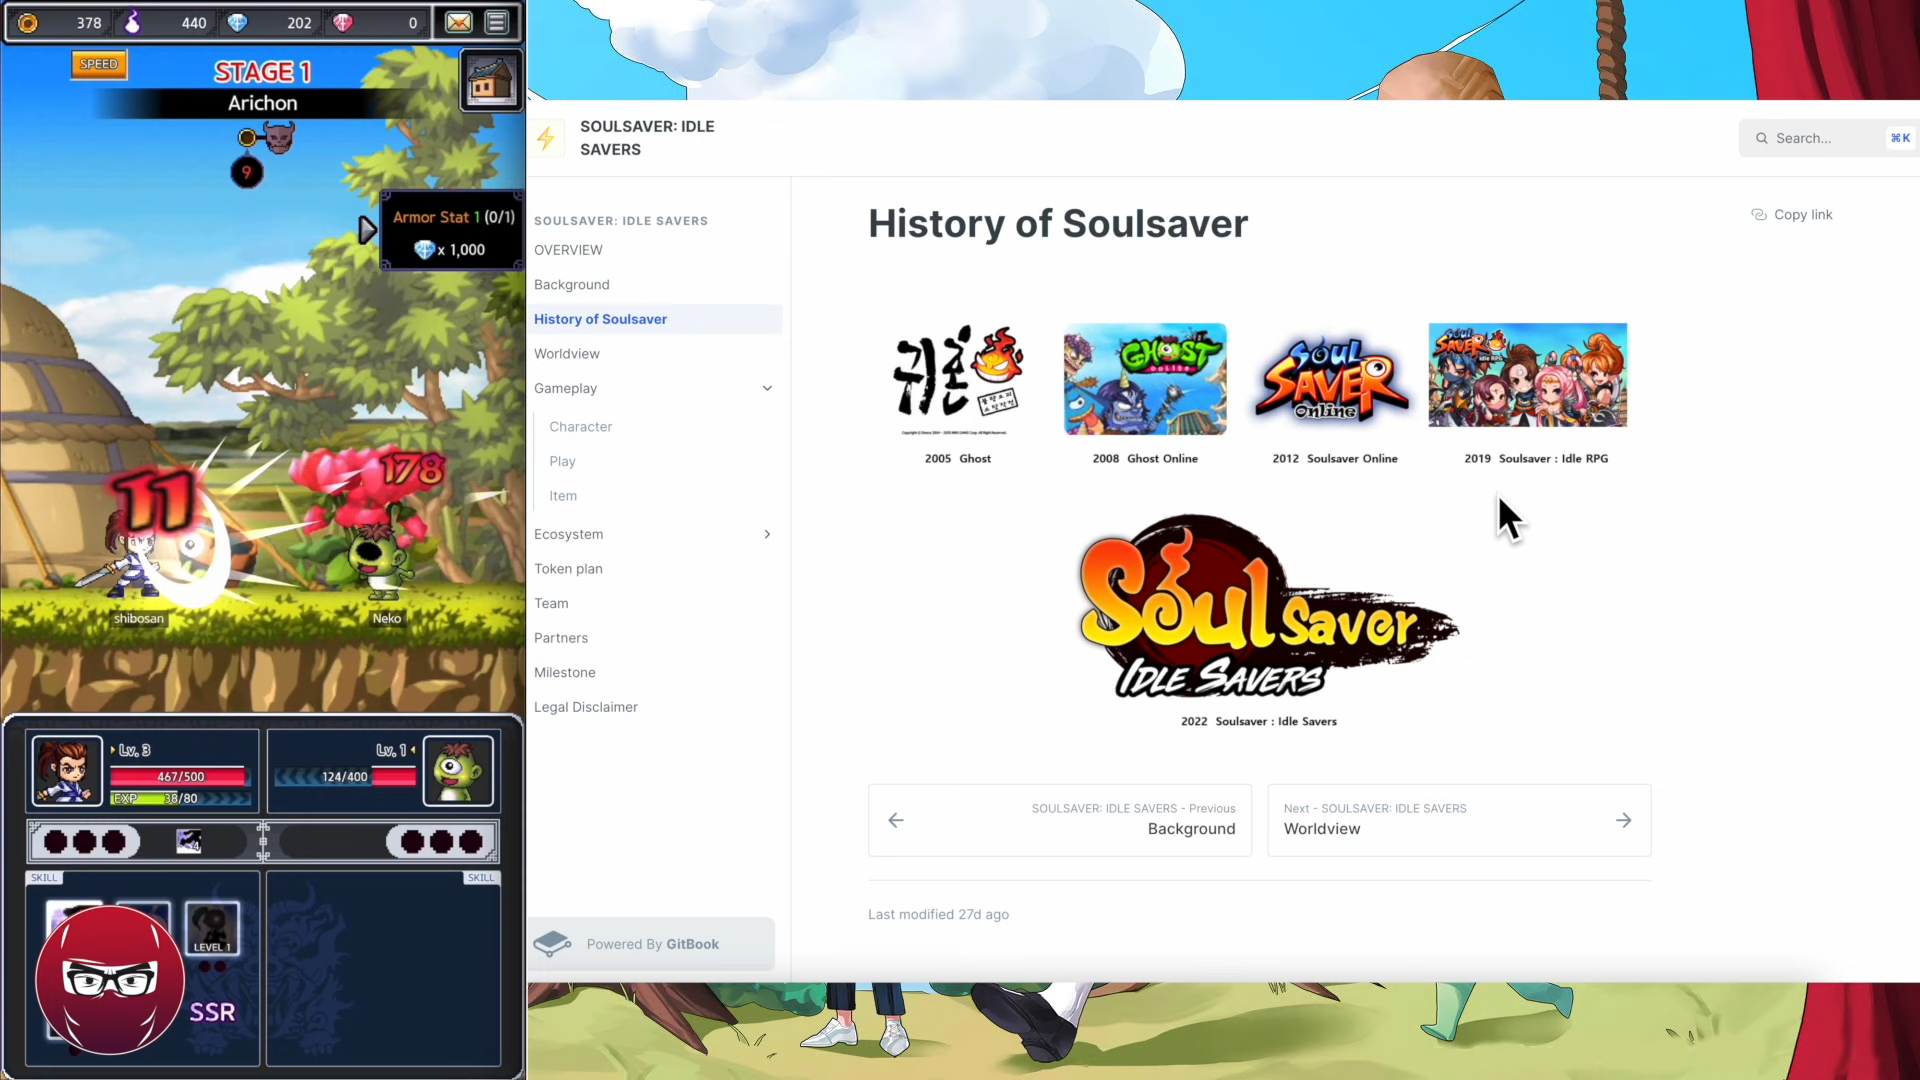 378
440
202
0
SPEED
STAGE 1
Arichon
9
Armor Stat 1 (0/1)
x 1,000
11
178
shibosan
Neko
Lv. 3
467/500
EXP 38/80
Lv. 1
124/400
SKILL
SKILL
LEVEL 1
SSR
SOULSAVER: IDLE
SAVERS
Search...
⌘K
SOULSAVER: IDLE SAVERS
OVERVIEW
Background
History of Soulsaver
Worldview
Gameplay
Character
Play
Item
Ecosystem
Token plan
Team
Partners
Milestone
Legal Disclaimer
Powered By GitBook
History of Soulsaver
Copy link
귀혼
GHOST
online
SOUL
SAVER
Online
SOUL
SAVER
Idle RPG
2005 Ghost
2008 Ghost Online
2012 Soulsaver Online
2019 Soulsaver : Idle RPG
Soul saver
IDLE SAVERS
2022 Soulsaver : Idle Savers
SOULSAVER: IDLE SAVERS - Previous
Background
Next - SOULSAVER: IDLE SAVERS
Worldview
Last modified 27d ago